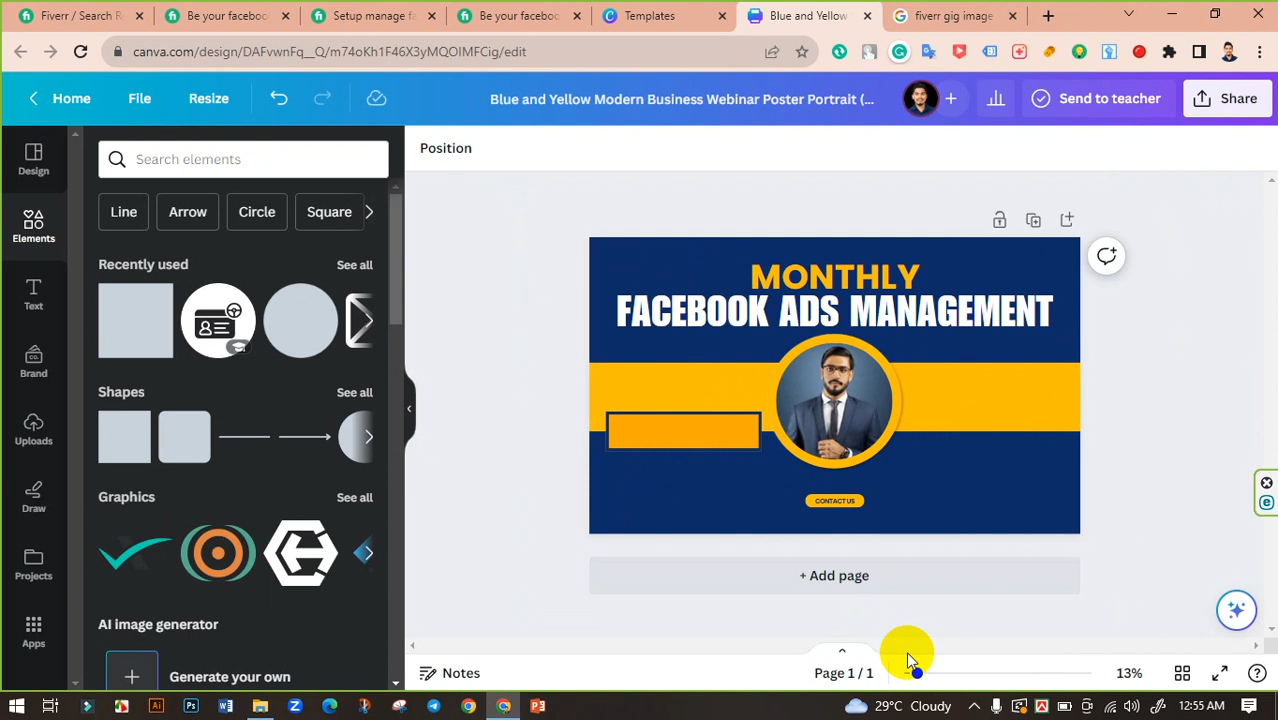 Fiverr / Search R
Be your facebook
Setup manage fa
Be your facebook
Templates
Blue and Yellow
fiverr gig image
canva.com/design/DAFvwnFq__Q/m74oKh1F46X3yMQOIMFCig/edit
Home
File
Resize
Blue and Yellow Modern Business Webinar Poster Portrait (...
Send to teacher
Share
Design
Elements
Text
Brand
Uploads
Draw
Projects
Apps
Search elements
Line
Arrow
Circle
Square
Recently used
See all
Shapes
See all
Graphics
See all
AI image generator
Generate your own
Position
MONTHLY
FACEBOOK ADS MANAGEMENT
CONTACT US
+ Add page
Notes
Page 1 / 1
13%
29°C Cloudy
12:55 AM